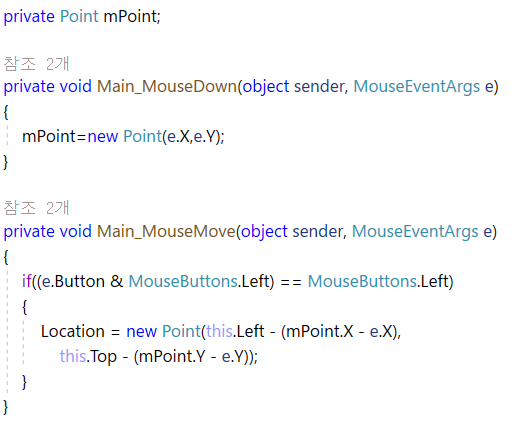 private Point mPoint;
참조 2개
private void Main_MouseDown(object sender, MouseEventArgs e)
{
mPoint=new Point(e.X,e.Y);
}
참조 2개
private void Main_MouseMove(object sender, MouseEventArgs e)
{
if((e.Button & MouseButtons.Left) == MouseButtons.Left)
{
Location = new Point(this.Left - (mPoint.X - e.X),
this.Top - (mPoint.Y - e.Y));
}
}